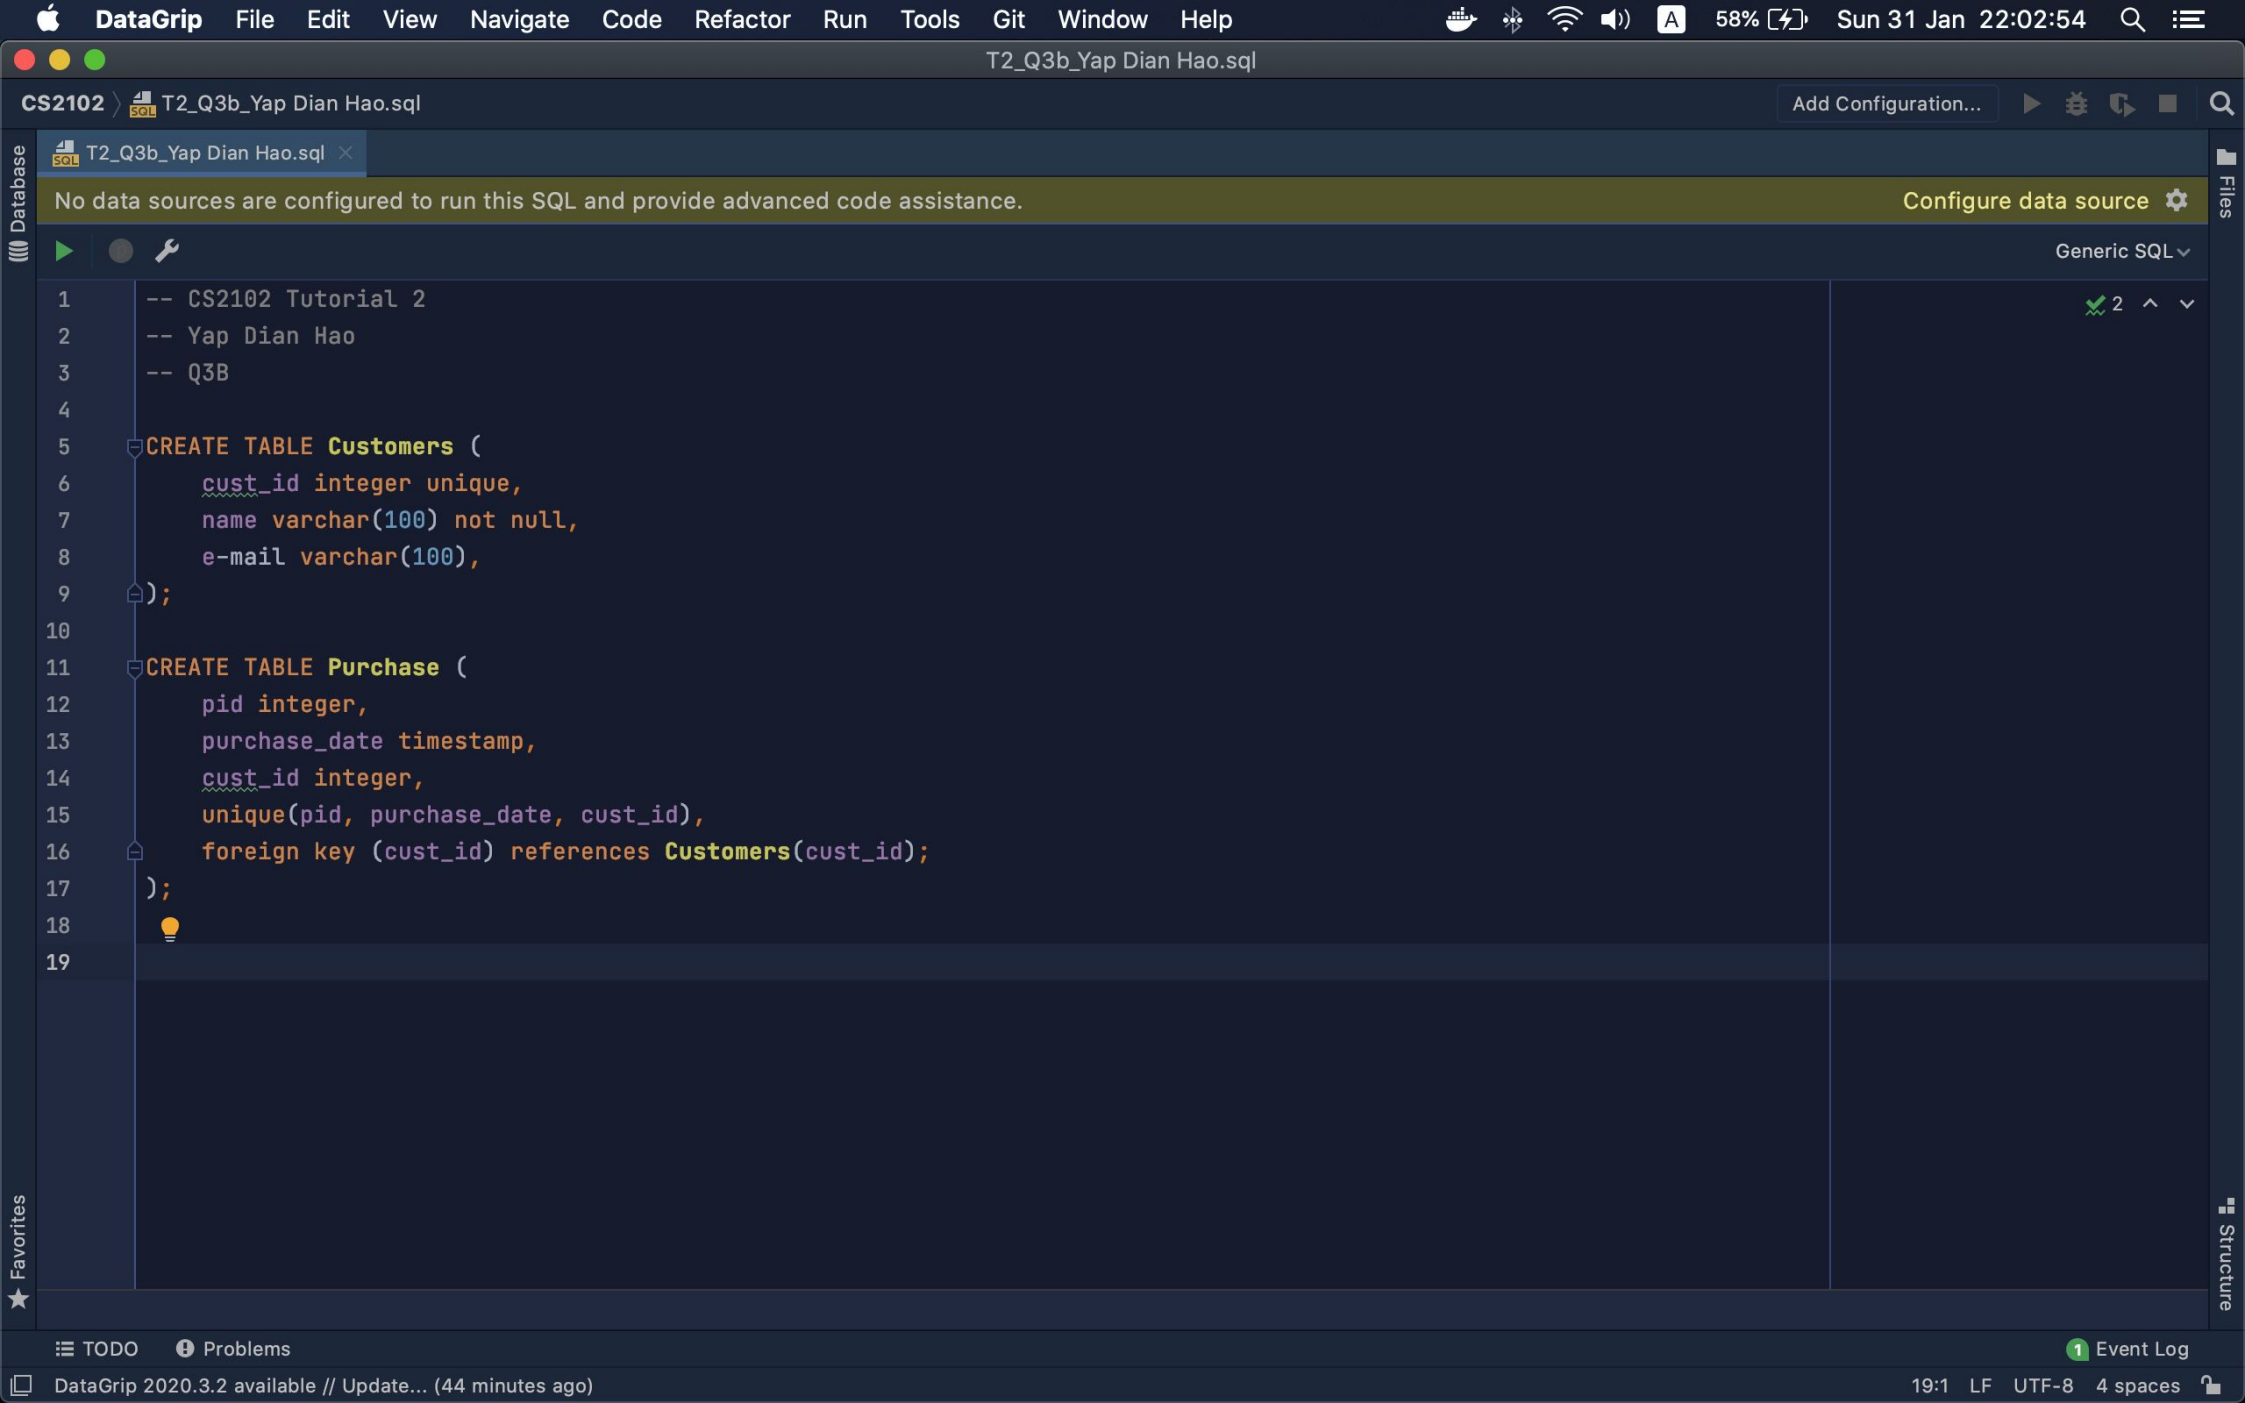 DataGrip File Edit View Navigate Code Refactor Run Tools Git Window Help A 58% Sun 31 Jan 22:02:54
T2_Q3b_Yap Dian Hao.sql
CS2102 SQL T2_Q3b_Yap Dian Hao.sql Add Configuration...
SQL T2_Q3b_Yap Dian Hao.sql
Database
Files
No data sources are configured to run this SQL and provide advanced code assistance. Configure data source
Generic SQL
2
1 -- CS2102 Tutorial 2
2 -- Yap Dian Hao
3 -- Q3B
4
5 CREATE TABLE Customers (
6 cust_id integer unique,
7 name varchar(100) not null,
8 e-mail varchar(100),
9 );
10
11 CREATE TABLE Purchase (
12 pid integer,
13 purchase_date timestamp,
14 cust_id integer,
15 unique(pid, purchase_date, cust_id),
16 foreign key (cust_id) references Customers(cust_id);
17 );
18
19
Favorites
Structure
TODO Problems 1 Event Log
DataGrip 2020.3.2 available // Update... (44 minutes ago) 19:1 LF UTF-8 4 spaces